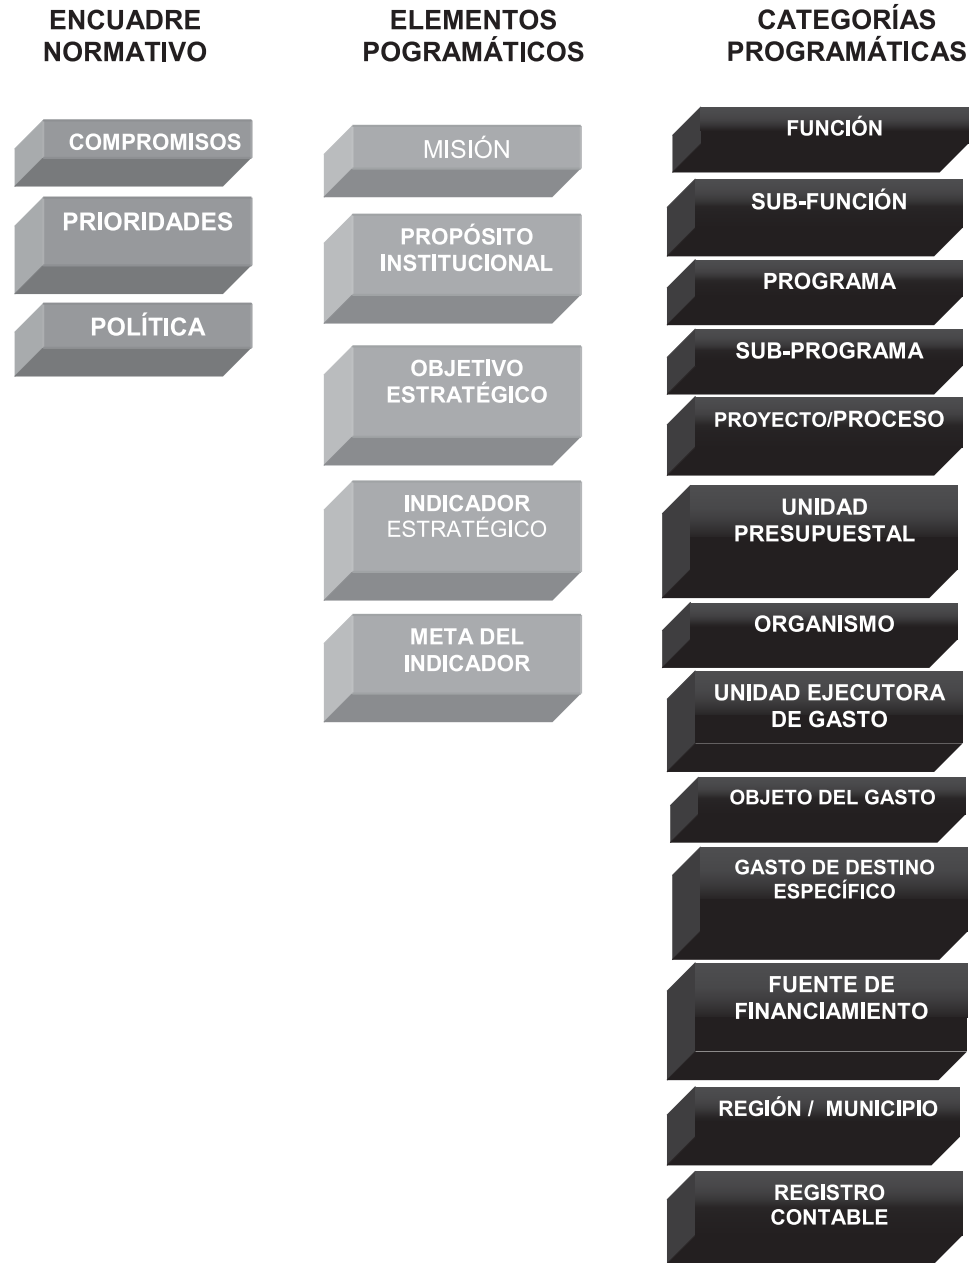 ENCUADRE
NORMATIVO
COMPROMISOS
PRIORIDADES
POLÍTICA
ELEMENTOS
POGRAMÁTICOS
MISIÓN
PROPÓSITO
INSTITUCIONAL
OBJETIVO
ESTRATÉGICO
INDICADOR
ESTRATÉGICO
META DEL
INDICADOR
CATEGORÍAS
PROGRAMÁTICAS
FUNCIÓN
SUB-FUNCIÓN
PROGRAMA
SUB-PROGRAMA
PROYECTO/PROCESO
UNIDAD
PRESUPUESTAL
ORGANISMO
UNIDAD EJECUTORA
DE GASTO
OBJETO DEL GASTO
GASTO DE DESTINO
ESPECÍFICO
FUENTE DE
FINANCIAMIENTO
REGIÓN / MUNICIPIO
REGISTRO
CONTABLE